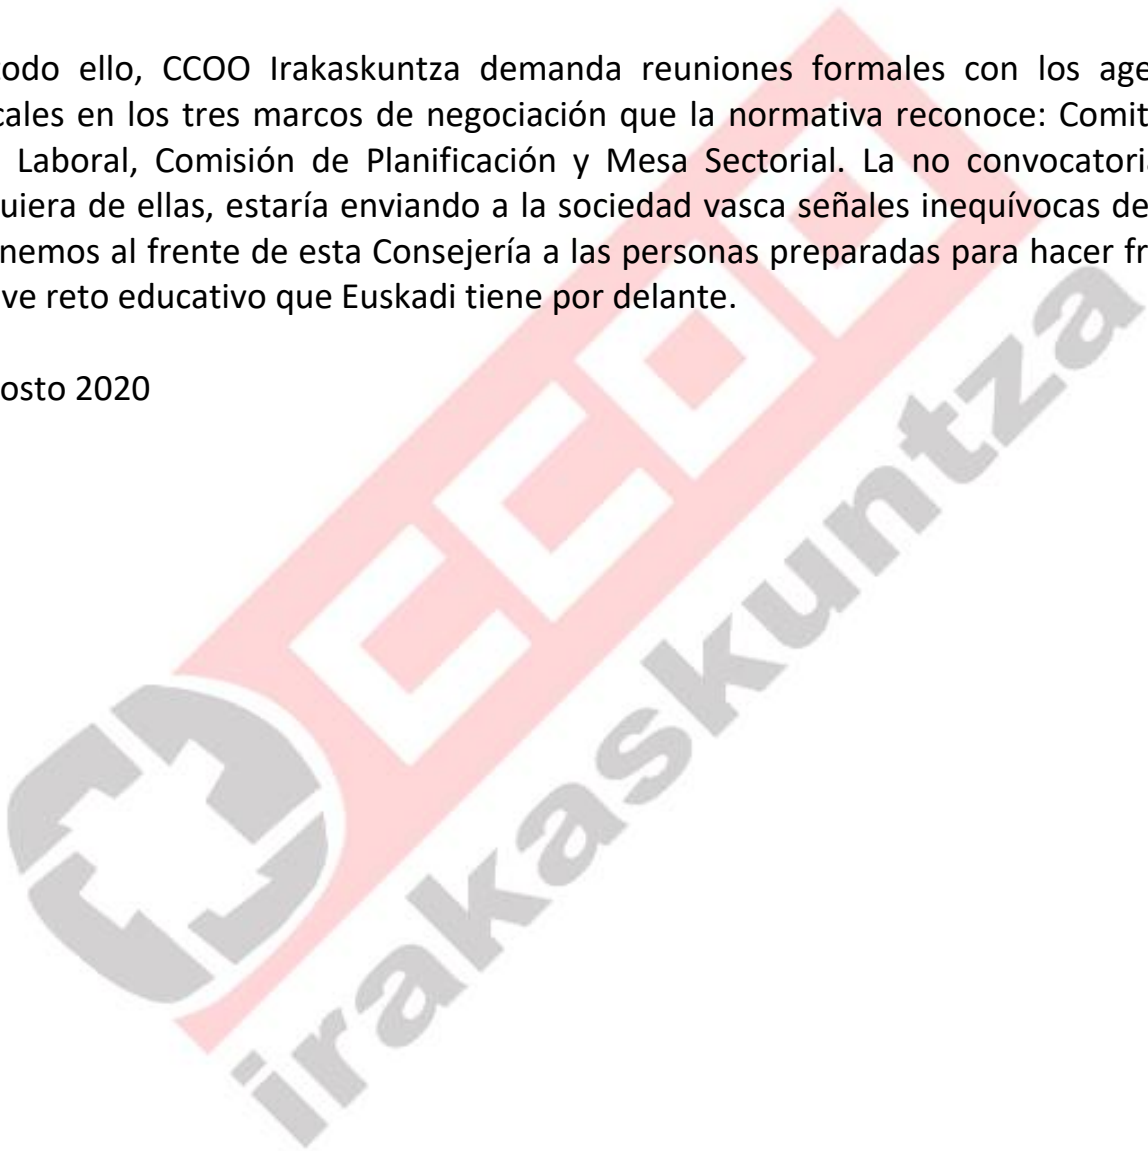 todo ello, CCOO Irakaskuntza demanda reuniones formales con los age
cales en los tres marcos de negociación que la normativa reconoce: Comit
Laboral, Comisión de Planificación y Mesa Sectorial. La no convocatoria
uiera de ellas, estaría enviando a la sociedad vasca señales inequívocas de
nemos al frente de esta Consejería a las personas preparadas para hacer fr
ve reto educativo que Euskadi tiene por delante.
osto 2020
CCOO
irakaskuntza